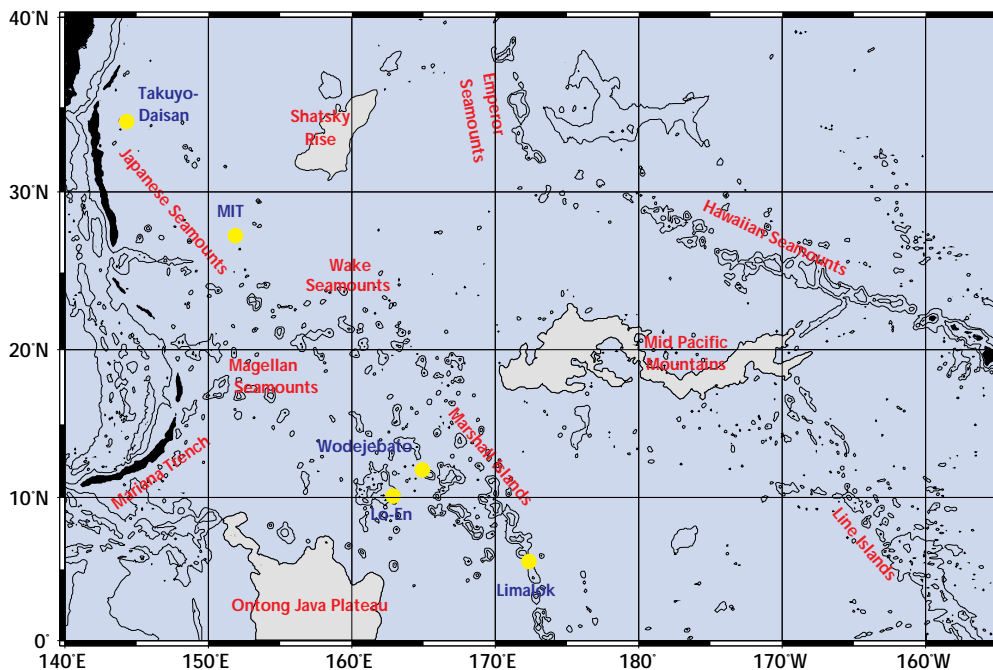 40˚N
Takuyo-
Daisan
Shatsky
Rise
Emperor
Seamounts
Japanese Seamounts
30˚N
MIT
Hawaiian Seamounts
Wake
Seamounts
20˚N
Mid Pacific
Mountains
Magellan
Seamounts
Marshall Islands
Wodejebato
Mariana Trench
10˚N
Lo-En
Line Islands
Limalok
Ontong Java Plateau
0˚
140˚E
150˚E
160˚E
170˚E
180˚
170˚W
160˚W